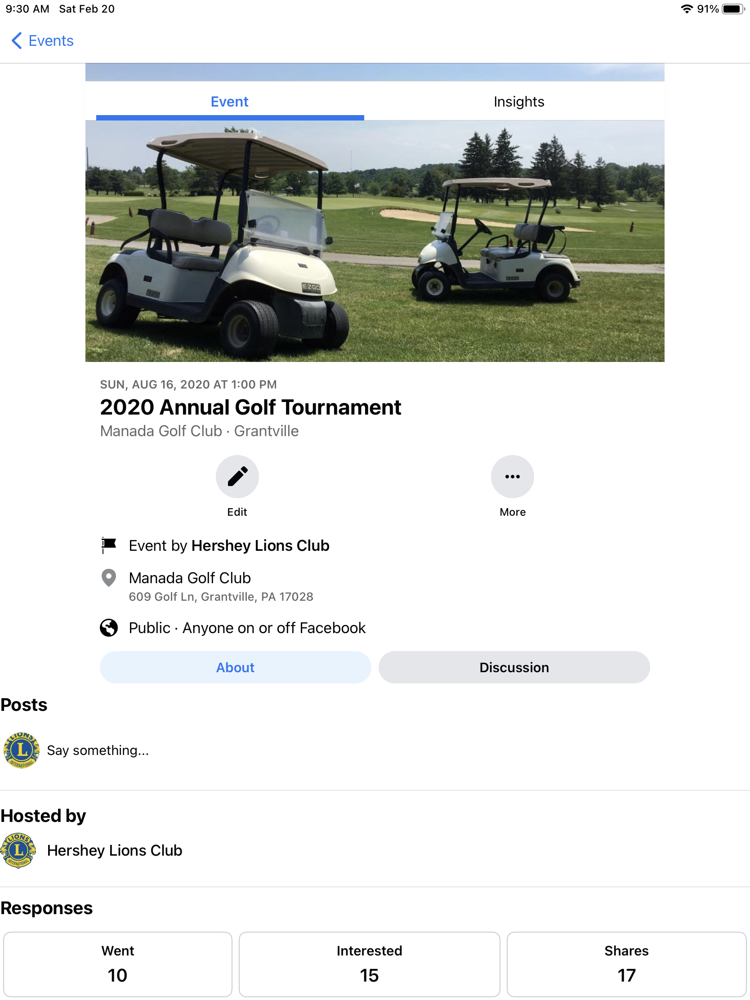 9:30 AM Sat Feb 20 91%
Events
Event Insights
EZGO
EZGO
SUN, AUG 16, 2020 AT 1:00 PM
2020 Annual Golf Tournament
Manada Golf Club · Grantville
Edit More
Event by Hershey Lions Club
Manada Golf Club
609 Golf Ln, Grantville, PA 17028
Public · Anyone on or off Facebook
About Discussion
Posts
LIONS
L
INTERNATIONAL
Say something...
Hosted by
LIONS
L
INTERNATIONAL
Hershey Lions Club
Responses
Went Interested Shares
10 15 17